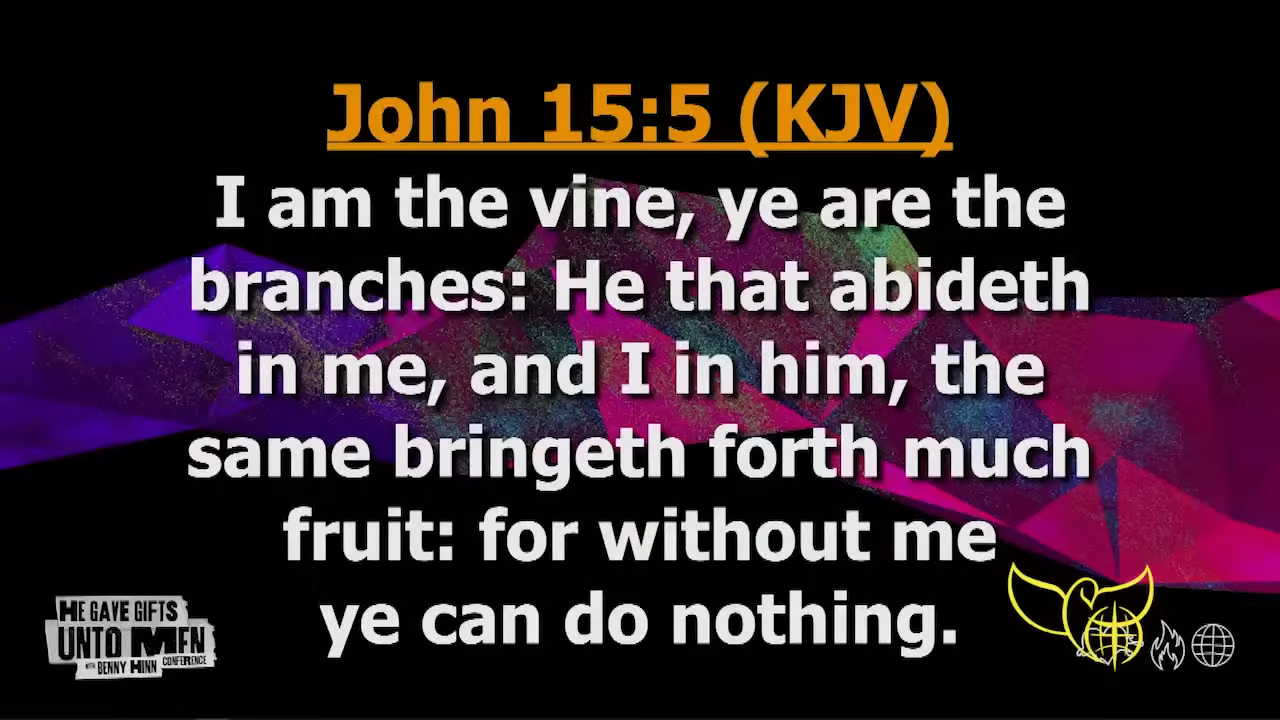 John 15:5 (KJV)
I am the vine, ye are the
branches: He that abideth
in me, and I in him, the
same bringeth forth much
fruit: for without me
ye can do nothing.
HE GAVE GIFTS
UNTO MEN
WITH BENNY HINN CONFERENCE